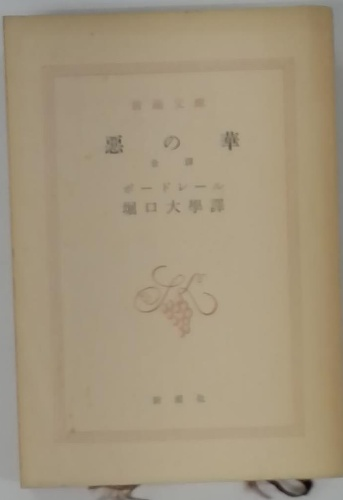 新潮文庫
惡の華
全譯
ボードレール
堀口大學譯
新潮社